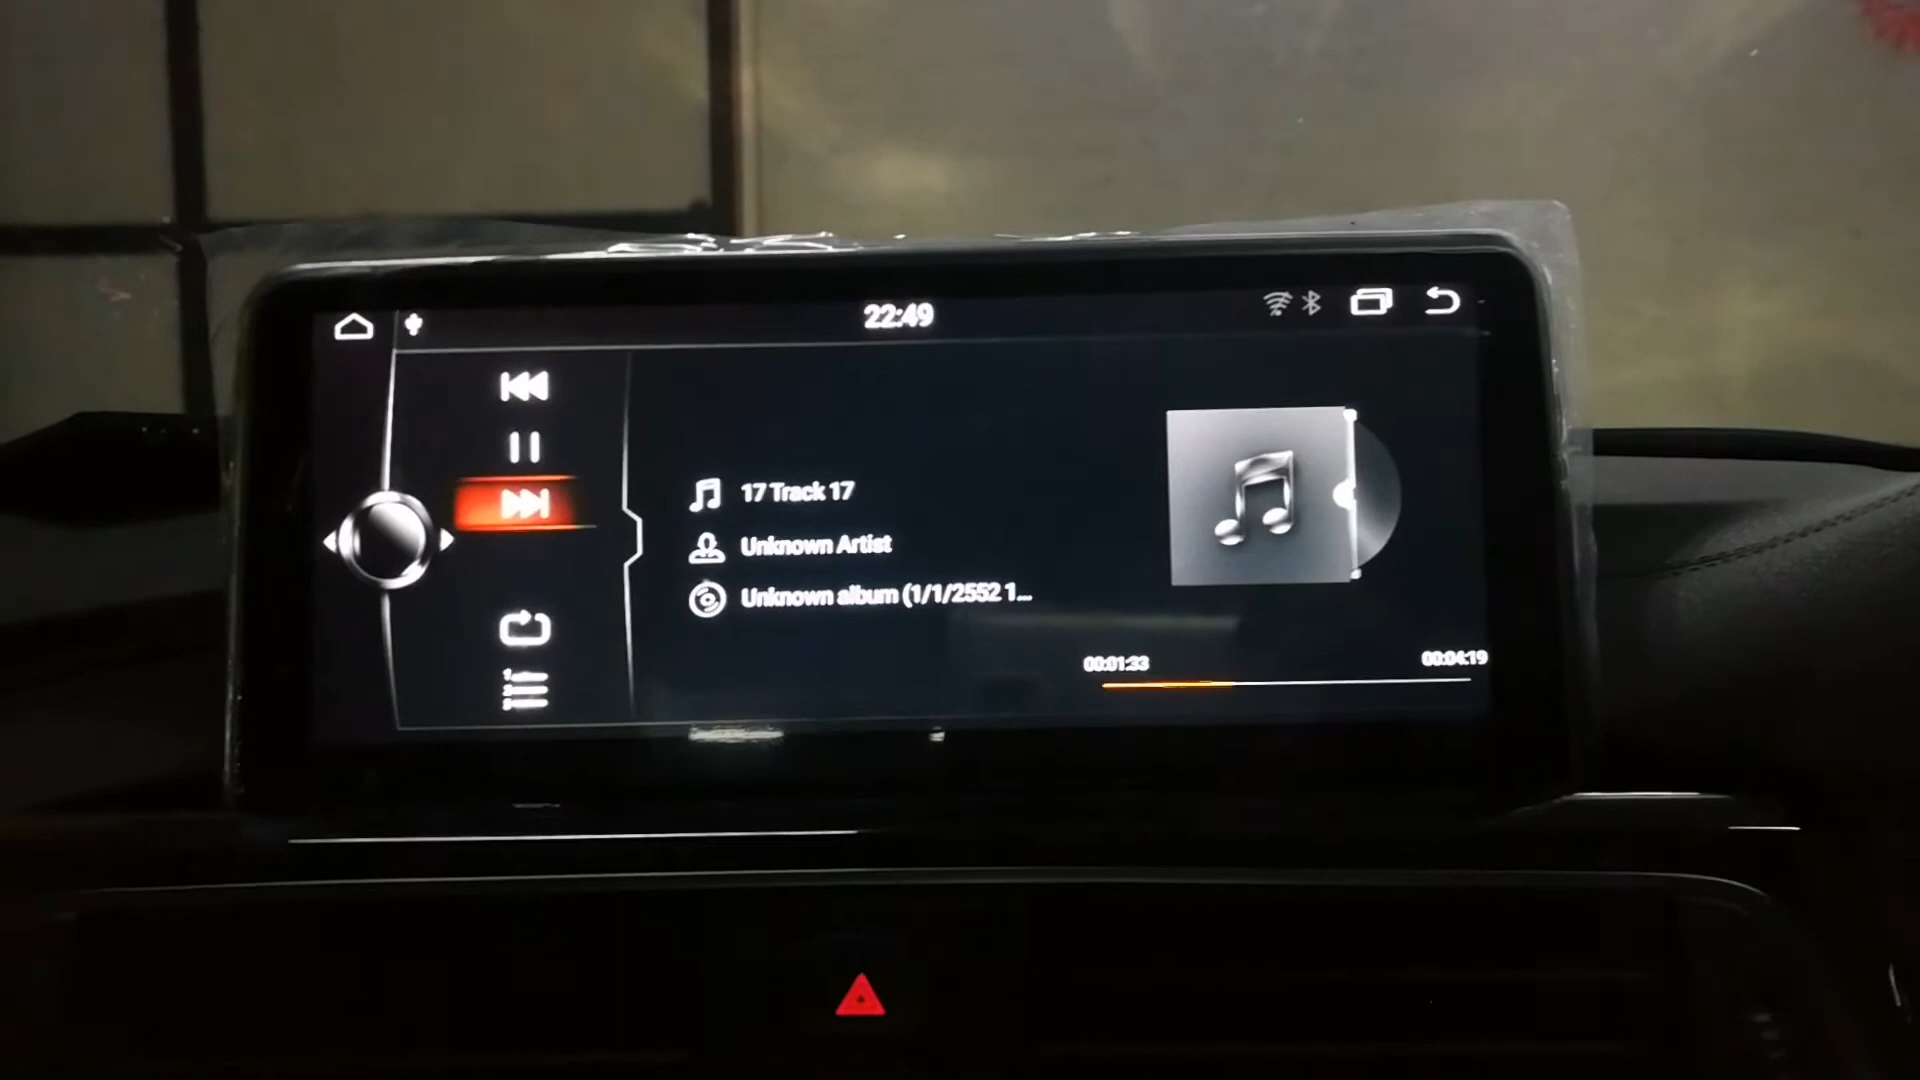 22:49
17 Track 17
Unknown Artist
Unknown album (1/1/2552 1...
00:01:33
00:04:19